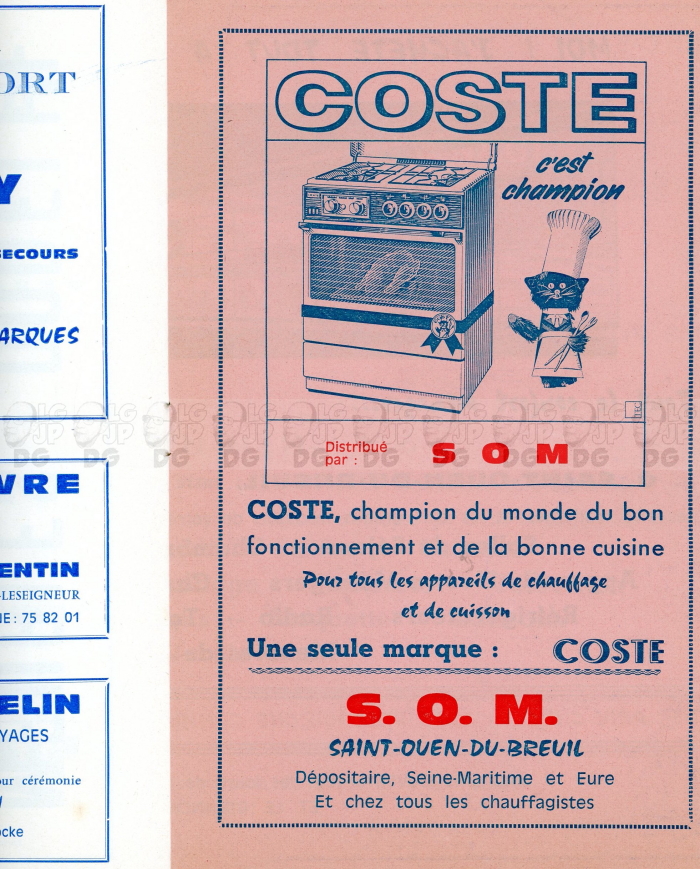 ORT
Y
SECOURS
ARQUES
VRE
ENTIN
-LESEIGNEUR
NE : 75 82 01
ELIN
YAGES
our cérémonie
ocke
COSTE
c'est
champion
Distribué
par :
S O M
COSTE, champion du monde du bon
fonctionnement et de la bonne cuisine
Pour tous les appareils de chauffage
et de cuisson
Une seule marque : COSTE
S. O. M.
SAINT-OUEN-DU-BREUIL
Dépositaire, Seine-Maritime et Eure
Et chez tous les chauffagistes